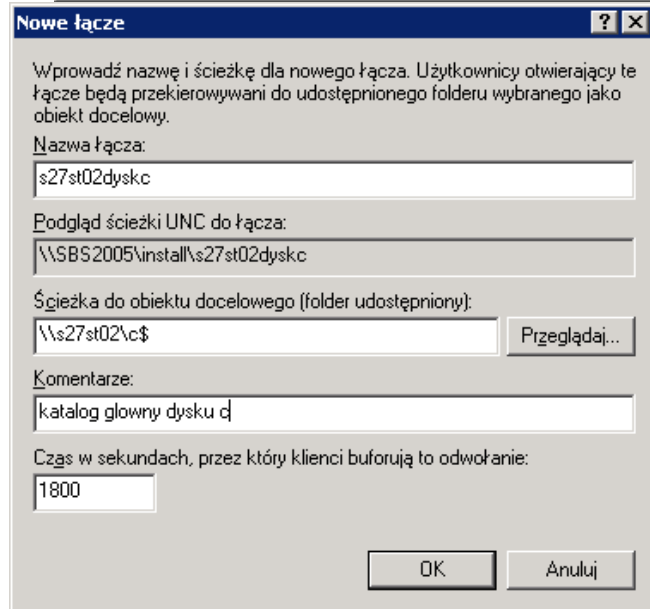 Nowe łącze
Wprowadź nazwę i ścieżkę dla nowego łącza. Użytkownicy otwierający te
łącze będą przekierowywani do udostępnionego folderu wybranego jako
obiekt docelowy.
Nazwa łącza:
s27st02dyskc
Podgląd ścieżki UNC do łącza:
\\SBS2005\install\s27st02dyskc
Ścieżka do obiektu docelowego (folder udostępniony):
\\s27st02\c$
Przeglądaj...
Komentarze:
katalog glowny dysku c
Czas w sekundach, przez który klienci buforują to odwołanie:
1800
OK
Anuluj